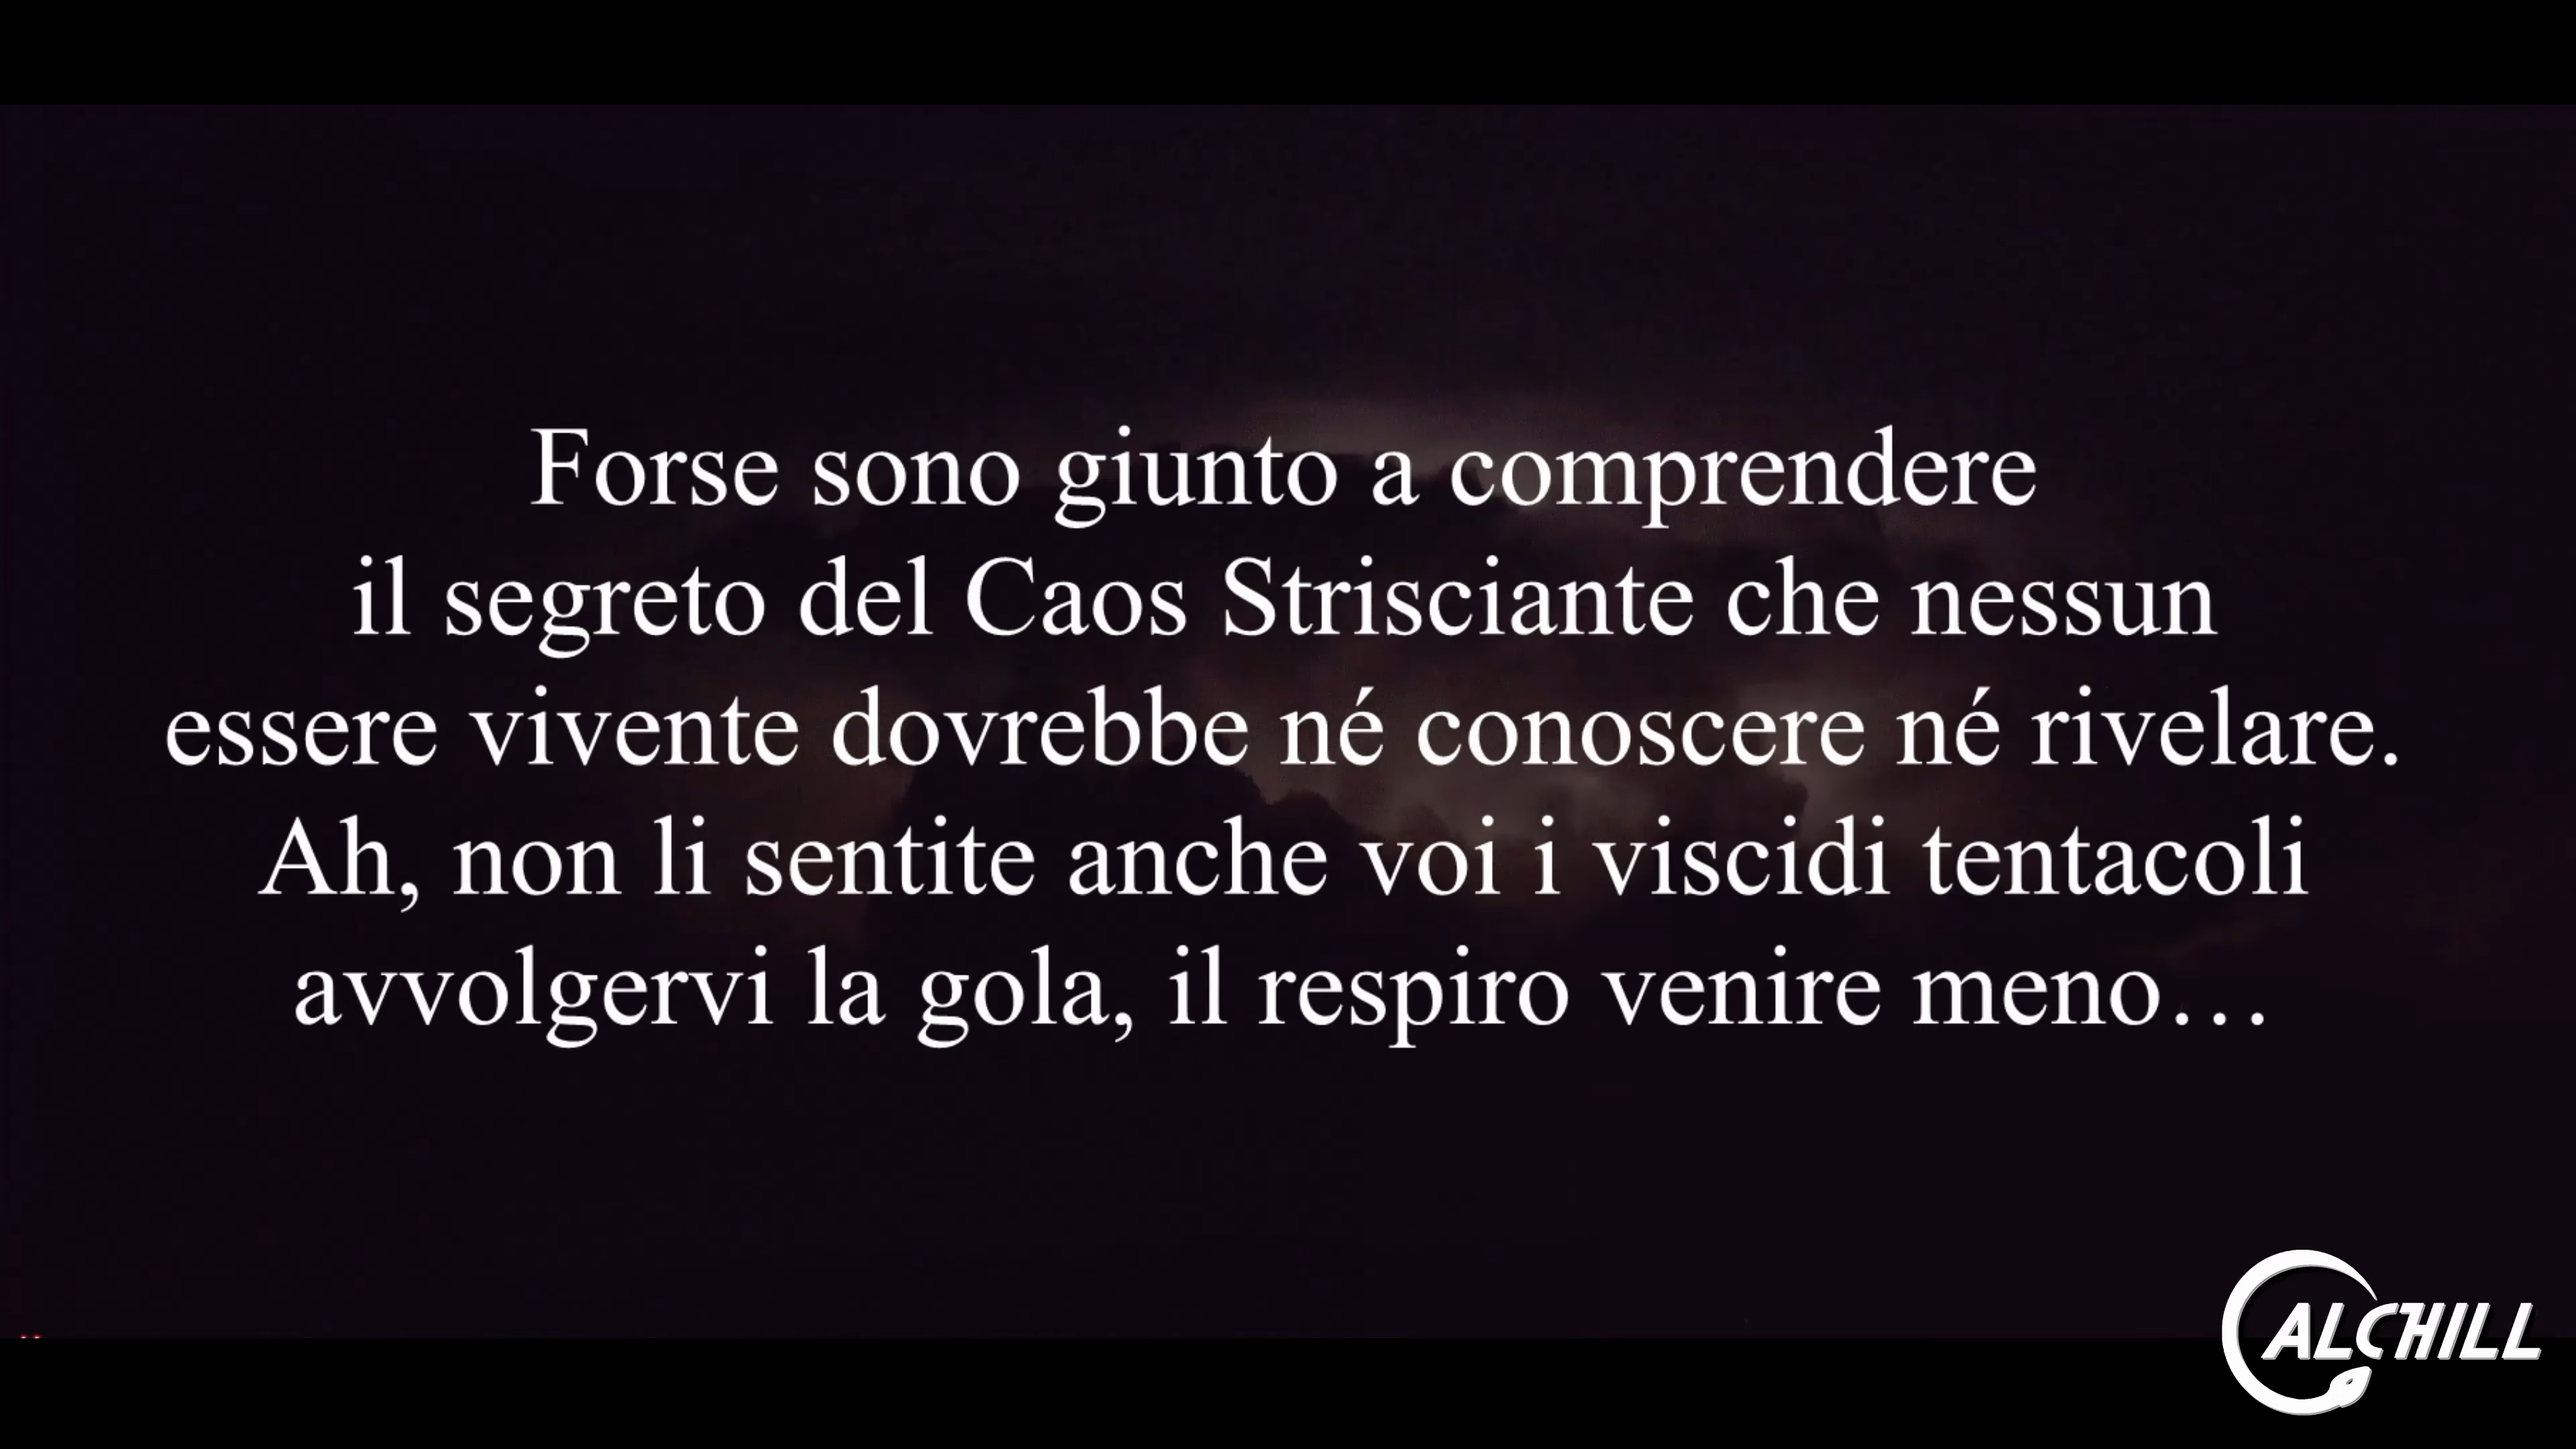 Forse sono giunto a comprendere
il segreto del Caos Strisciante che nessun
essere vivente dovrebbe né conoscere né rivelare.
Ah, non li sentite anche voi i viscidi tentacoli
avvolgervi la gola, il respiro venire meno…
ALCHILL